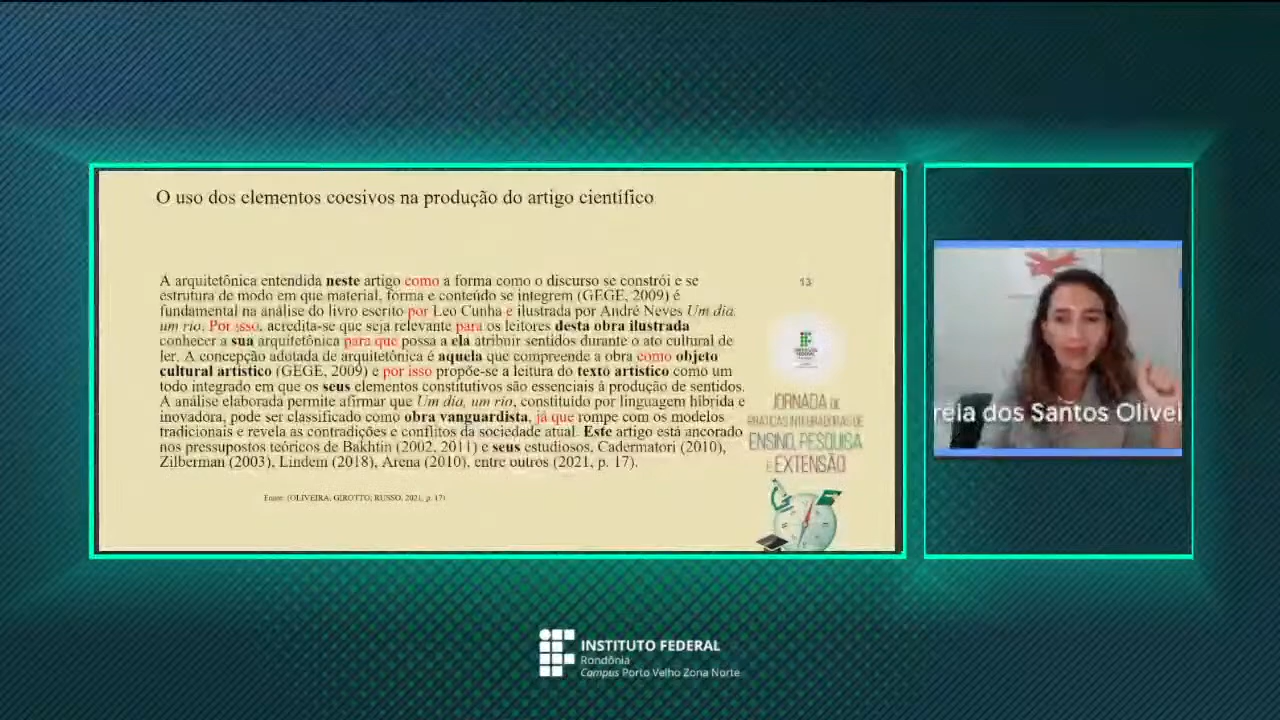 O uso dos elementos coesivos na produção do artigo científico
A arquitetônica entendida neste artigo como a forma como o discurso se constrói e se
estrutura de modo em que material, forma e conteúdo se integrem (GEGE, 2009) é
fundamental na análise do livro escrito por Leo Cunha e ilustrada por André Neves Um dia,
um rio. Por isso, acredita-se que seja relevante para os leitores desta obra ilustrada
conhecer a sua arquitetônica para que possa a ela atribuir sentidos durante o ato cultural de
ler. A concepção adotada de arquitetônica é aquela que compreende a obra como objeto
cultural artístico (GEGE, 2009) e por isso propõe-se a leitura do texto artístico como um
todo integrado em que os seus elementos constitutivos são essenciais à produção de sentidos.
A análise elaborada permite afirmar que Um dia, um rio, constituído por linguagem híbrida e
inovadora, pode ser classificado como obra vanguardista, já que rompe com os modelos
tradicionais e revela as contradições e conflitos da sociedade atual. Este artigo está ancorado
nos pressupostos teóricos de Bakhtin (2002, 2011) e seus estudiosos, Cadermatori (2010),
Zilberman (2003), Lindem (2018), Arena (2010), entre outros (2021, p. 17).
Fonte: (OLIVEIRA, GIROTTO, RUSSO, 2021, p. 17)
13
INSTITUTO
FEDERAL
JORNADA DE
PRÁTICAS INTEGRADORAS DE
ENSINO, PESQUISA
E EXTENSÃO
réia dos Santos Olivei
INSTITUTO FEDERAL
Rondônia
Campus Porto Velho Zona Norte